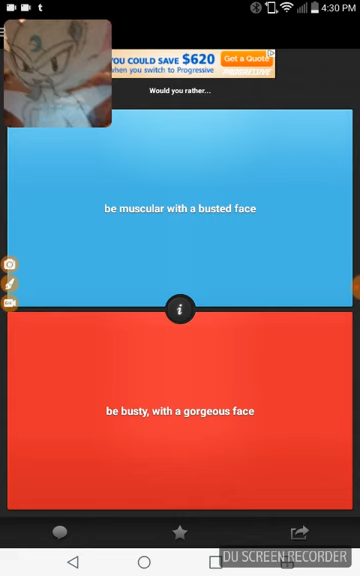 t
4:30 PM
YOU COULD SAVE $620
when you switch to Progressive
Get a Quote
PROGRESSIVE
Would you rather...
be muscular with a busted face
i
be busty, with a gorgeous face
DU SCREEN RECORDER